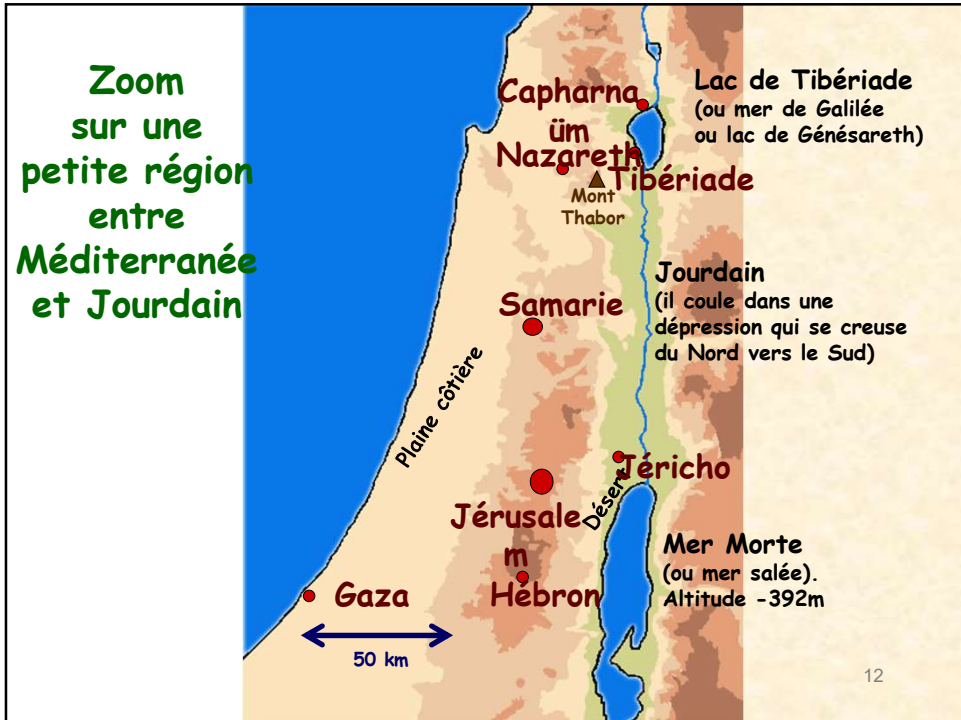 Zoom
sur une
petite région
entre
Méditerranée
et Jourdain
Capharna
üm
Nazareth
Tibériade
Mont
Thabor
Lac de Tibériade
(ou mer de Galilée
ou lac de Génésareth)
Samarie
Jourdain
(il coule dans une
dépression qui se creuse
du Nord vers le Sud)
Plaine côtière
Jéricho
Désert
Jérusale
m
Hébron
Gaza
Mer Morte
(ou mer salée).
Altitude -392m
50 km
12